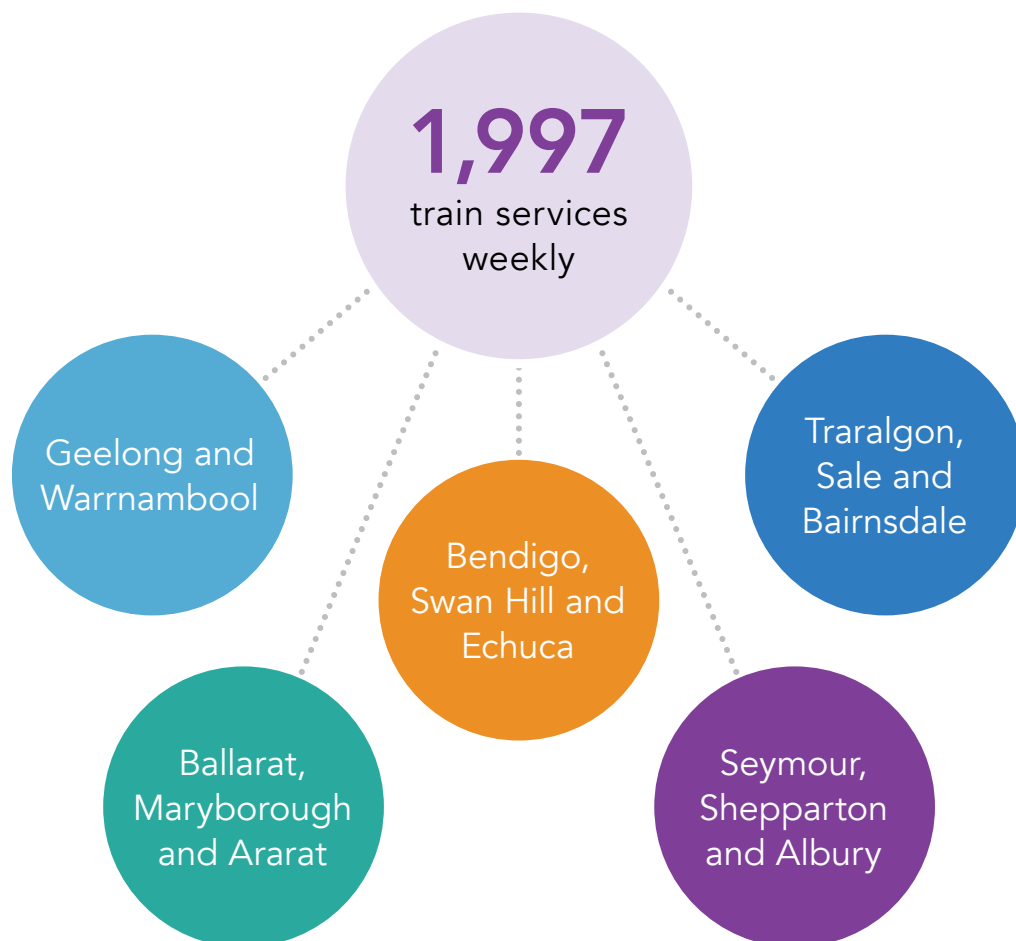 1,997
train services
weekly
Geelong and
Warrnambool
Traralgon,
Sale and
Bairnsdale
Bendigo,
Swan Hill and
Echuca
Ballarat,
Maryborough
and Ararat
Seymour,
Shepparton
and Albury